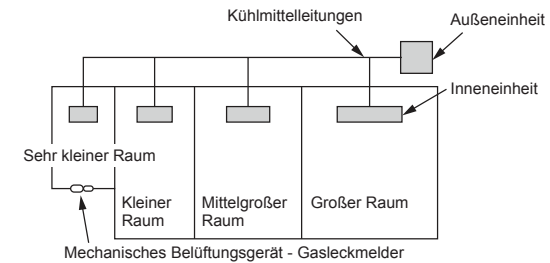 Kühlmittelleitungen
Außeneinheit
Inneneinheit
Sehr kleiner Raum
Kleiner
Raum
Mittelgroßer
Raum
Großer Raum
Mechanisches Belüftungsgerät - Gasleckmelder